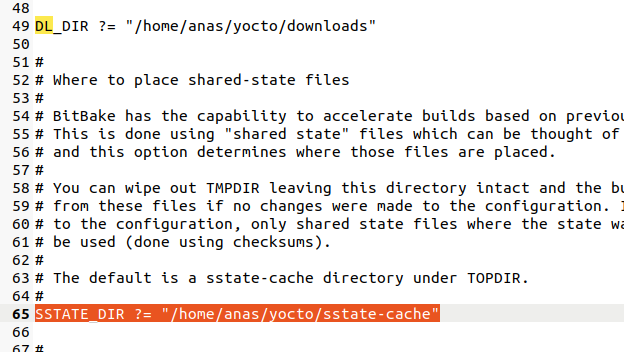 48
49 DL_DIR ?= "/home/anas/yocto/downloads"
50
51 #
52 # Where to place shared-state files
53 #
54 # BitBake has the capability to accelerate builds based on previou
55 # This is done using "shared state" files which can be thought of
56 # and this option determines where those files are placed.
57 #
58 # You can wipe out TMPDIR leaving this directory intact and the bu
59 # from these files if no changes were made to the configuration. I
60 # to the configuration, only shared state files where the state wa
61 # be used (done using checksums).
62 #
63 # The default is a sstate-cache directory under TOPDIR.
64 #
65 SSTATE_DIR ?= "/home/anas/yocto/sstate-cache"
66
67 #